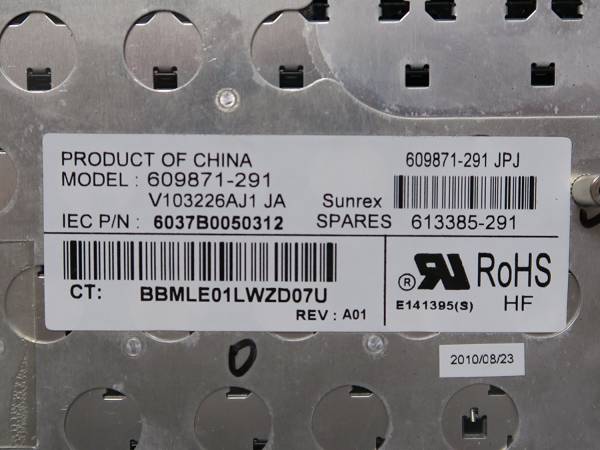 PRODUCT OF CHINA
609871-291 JPJ
MODEL : 609871-291
V103226AJ1 JA Sunrex
IEC P/N : 6037B0050312 SPARES 613385-291
CT: BBMLE01LWZD07U
REV : A01
® RU RoHS
E141395(S) HF
2010/08/23
0